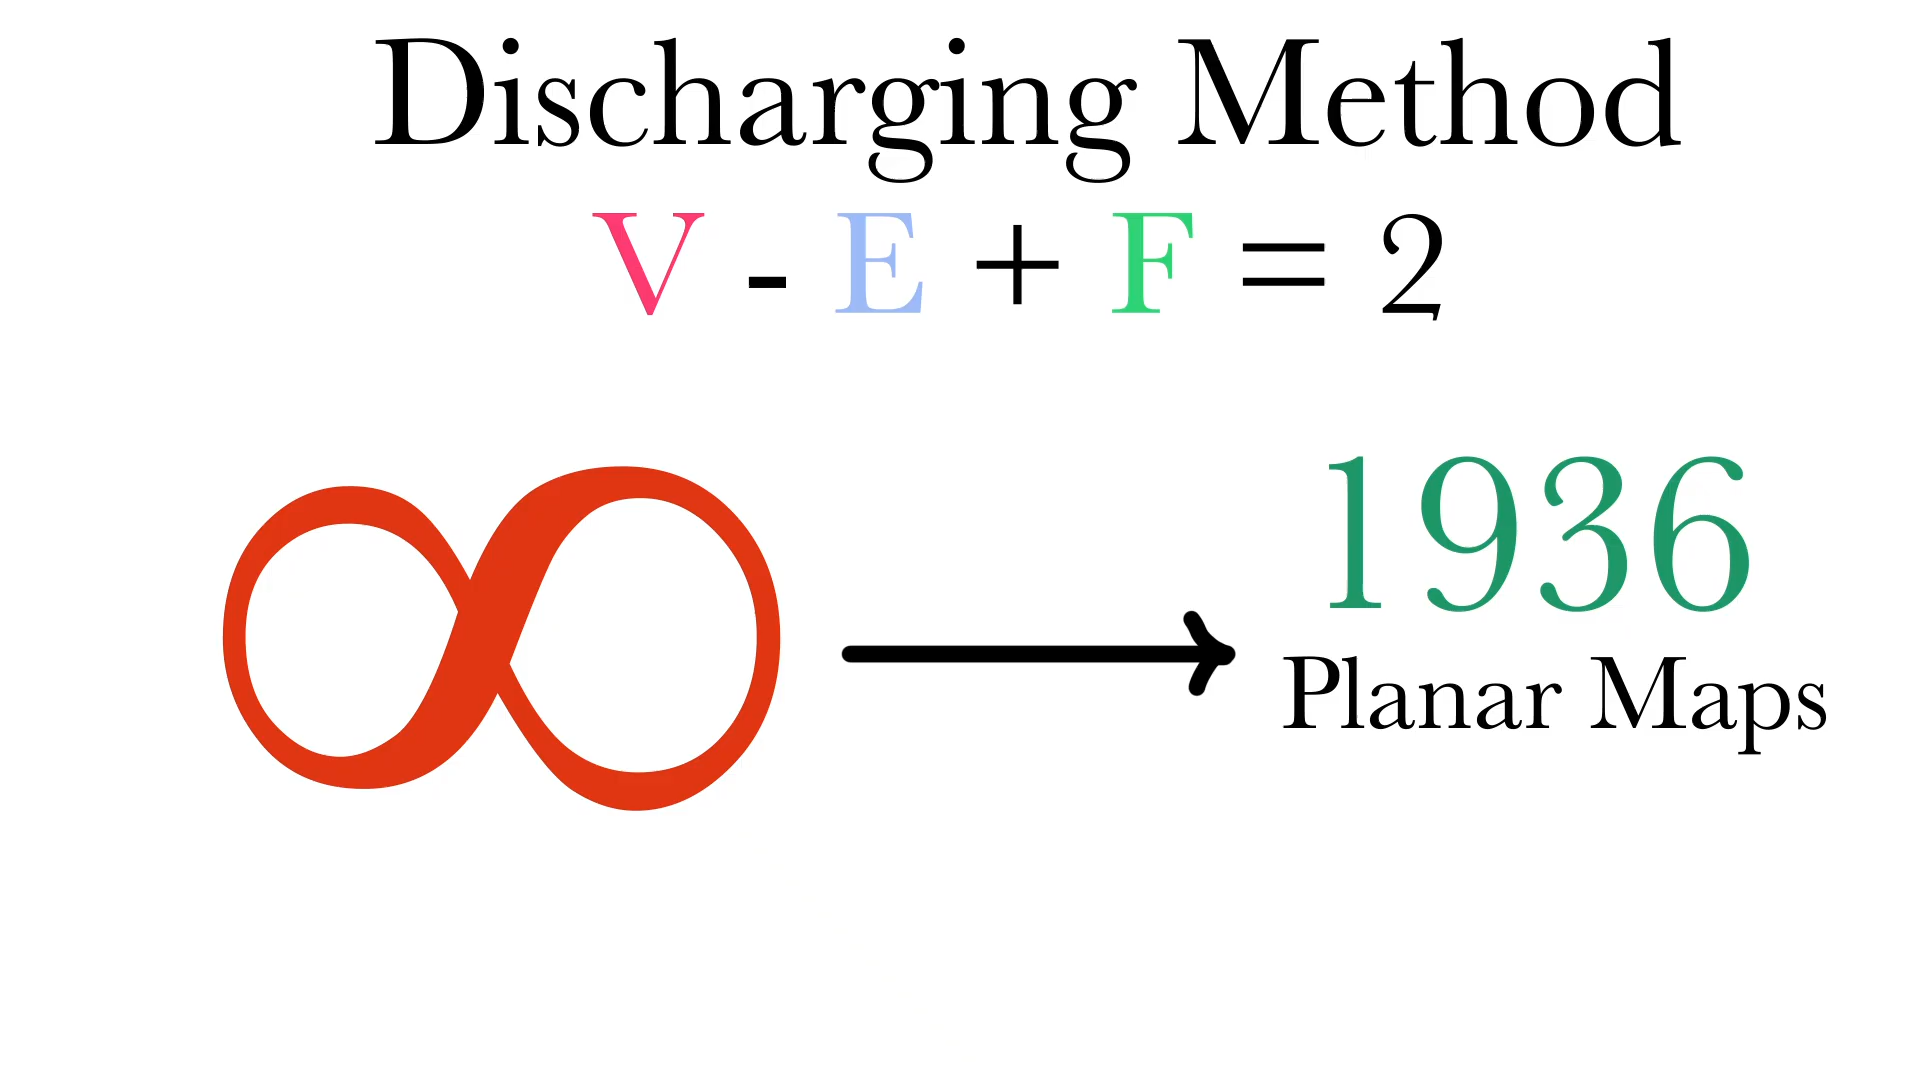 Discharging Method
V - E + F = 2
∞ → 1936
Planar Maps